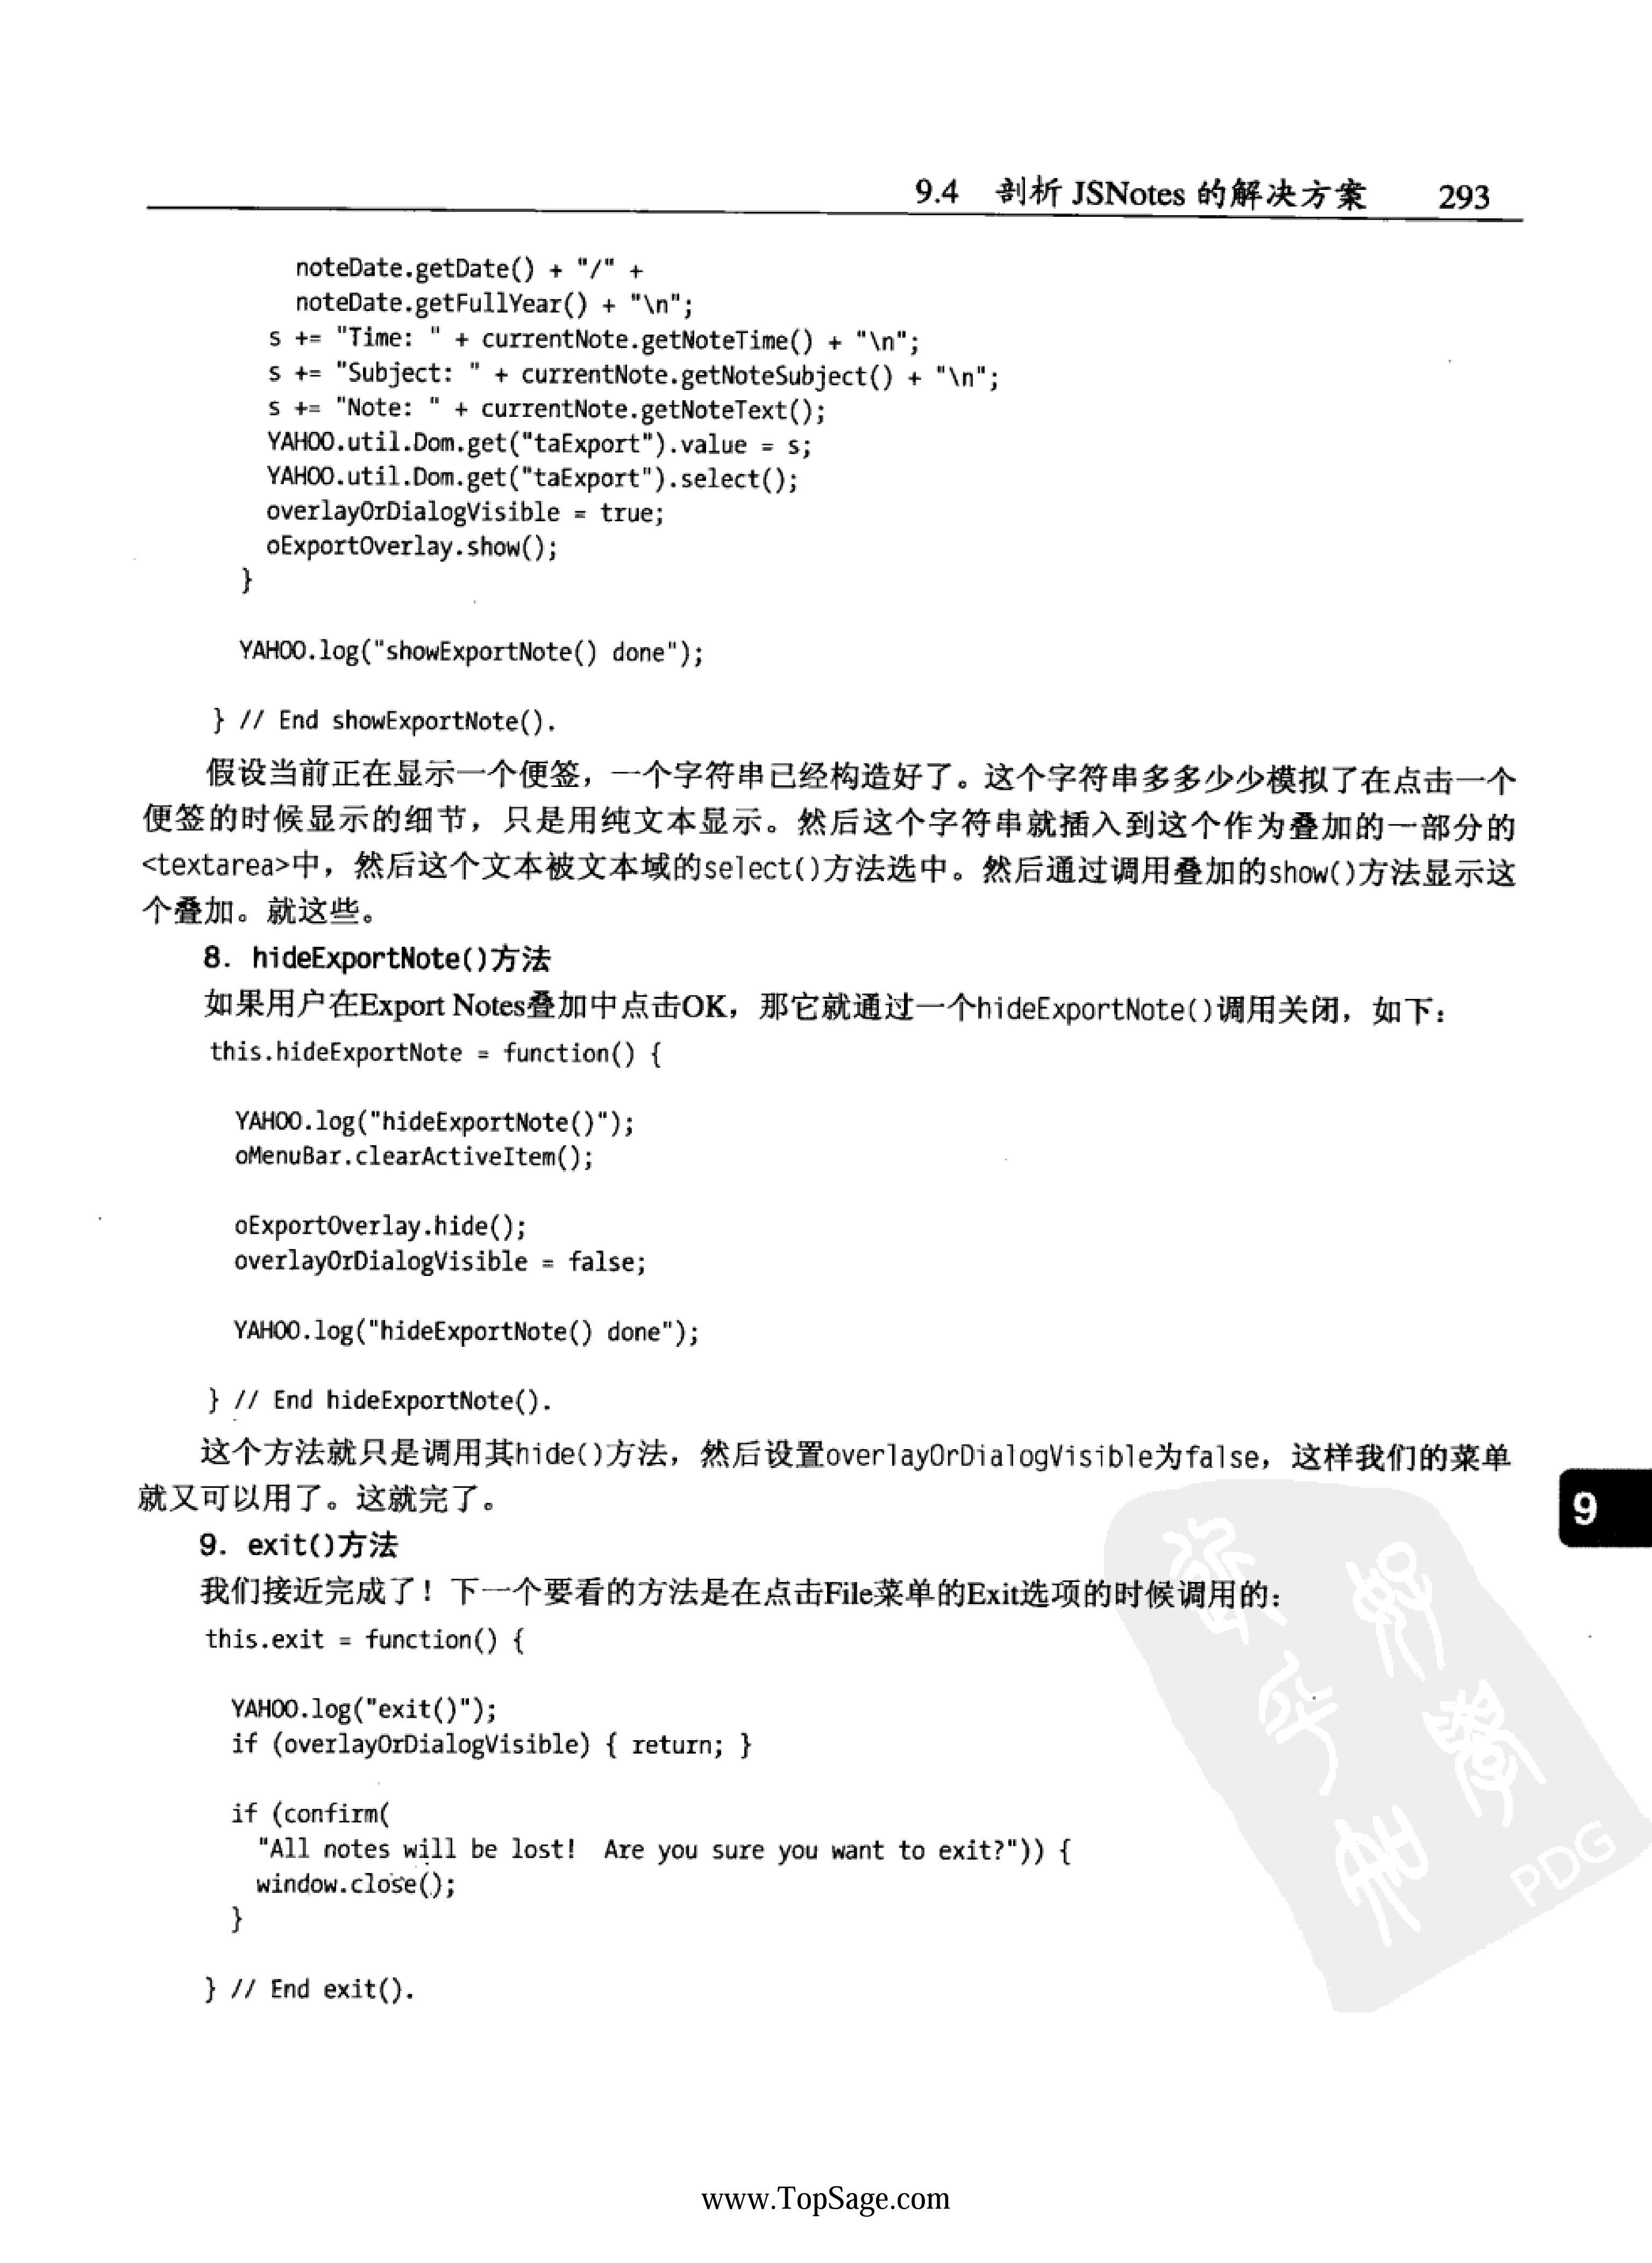 9.4 剖析 JSNotes 的解决方案 293
noteDate.getDate() + "/" +
noteDate.getFullYear() + "\n";
s += "Time: " + currentNote.getNoteTime() + "\n";
s += "Subject: " + currentNote.getNoteSubject() + "\n";
s += "Note: " + currentNote.getNoteText();
YAHOO.util.Dom.get("taExport").value = s;
YAHOO.util.Dom.get("taExport").select();
overlayOrDialogVisible = true;
oExportOverlay.show();
}
YAHOO.log("showExportNote() done");
} // End showExportNote().
假设当前正在显示一个便签，一个字符串已经构造好了。这个字符串多多少少模拟了在点击一个
便签的时候显示的细节，只是用纯文本显示。然后这个字符串就插入到这个作为叠加的一部分的
<textarea>中，然后这个文本被文本域的select()方法选中。然后通过调用叠加的show()方法显示这
个叠加。就这些。
8. hideExportNote()方法
如果用户在Export Notes叠加中点击OK，那它就通过一个hideExportNote()调用关闭，如下：
this.hideExportNote = function() {
YAHOO.log("hideExportNote()");
oMenuBar.clearActiveItem();
oExportOverlay.hide();
overlayOrDialogVisible = false;
YAHOO.log("hideExportNote() done");
} // End hideExportNote().
这个方法就只是调用其hide()方法，然后设置overlayOrDialogVisible为false，这样我们的菜单
就又可以用了。这就完了。
9
9. exit()方法
我们接近完成了！下一个要看的方法是在点击File菜单的Exit选项的时候调用的：
this.exit = function() {
YAHOO.log("exit()");
if (overlayOrDialogVisible) { return; }
if (confirm(
"All notes will be lost!  Are you sure you want to exit?")) {
window.close();
}
} // End exit().
PDG
www.TopSage.com